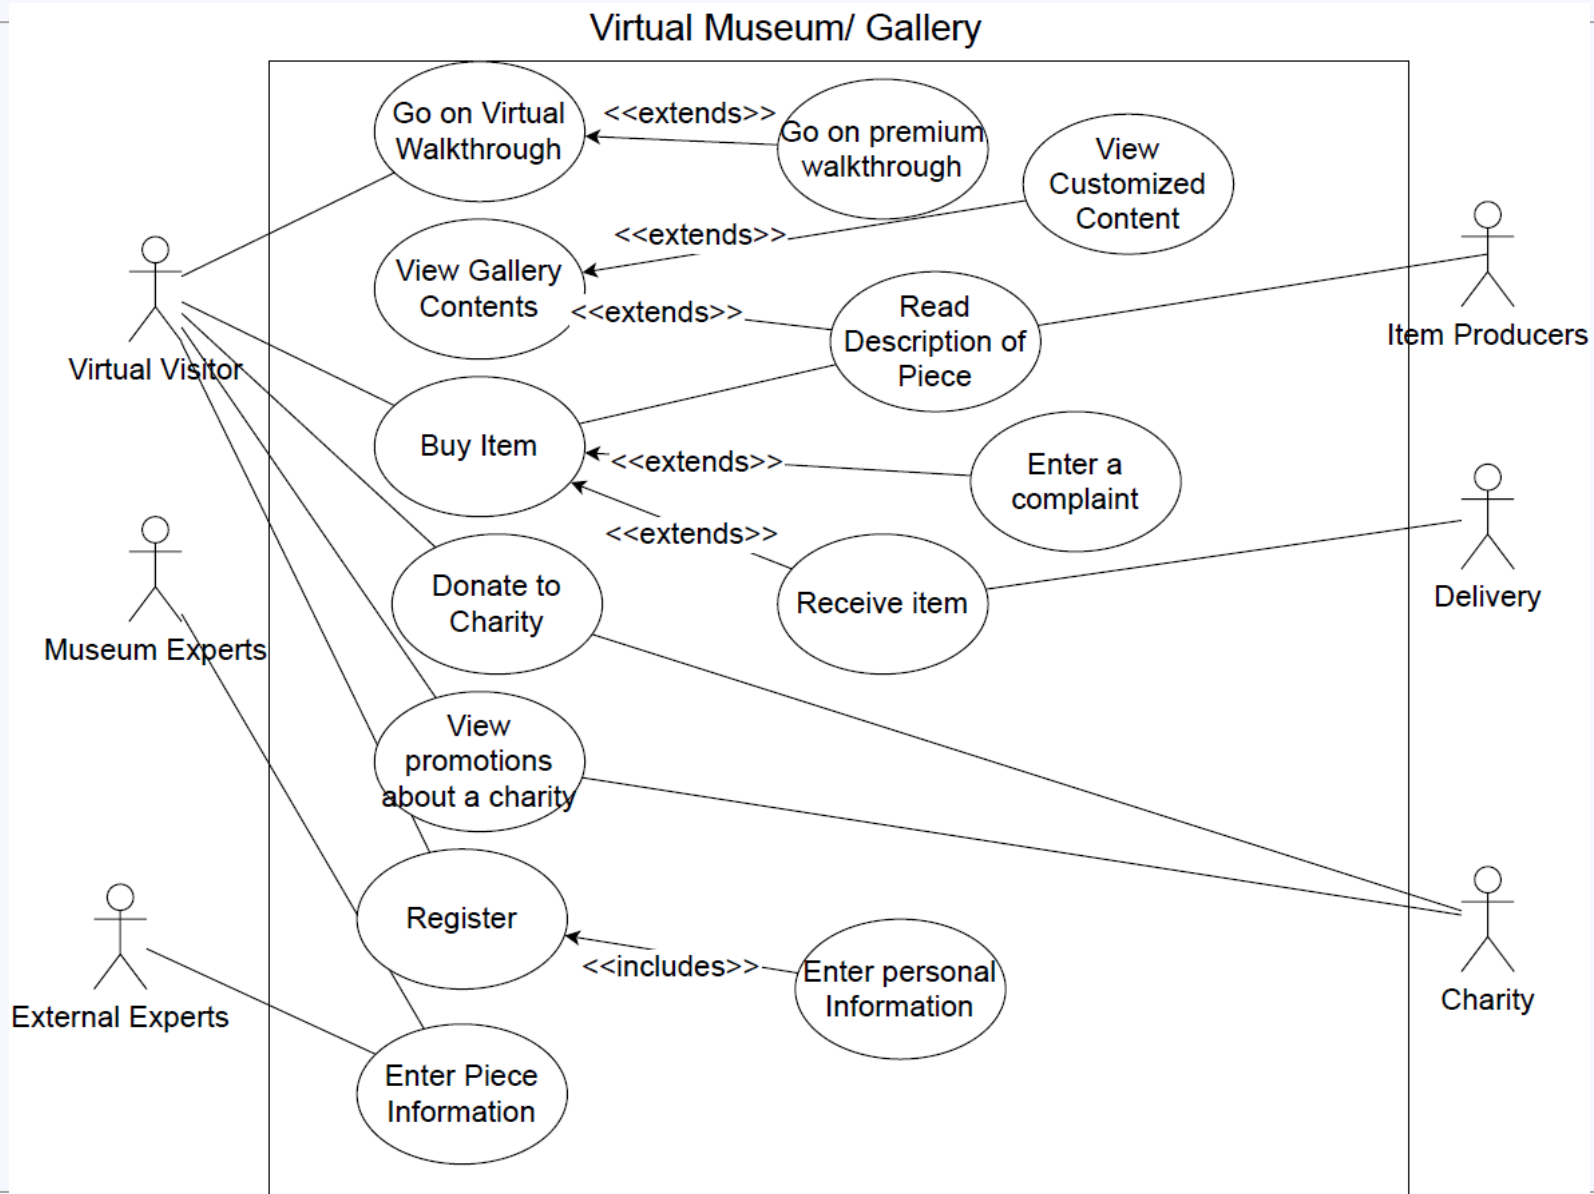 Virtual Museum/ Gallery
Go on Virtual
Walkthrough
<<extends>>
Go on premium
walkthrough
View
Customized
Content
<<extends>>
View Gallery
Contents
<<extends>>
Read
Description of
Piece
Item Producers
Virtual Visitor
Buy Item
<<extends>>
Enter a
complaint
<<extends>>
Donate to
Charity
Receive item
Delivery
Museum Experts
View
promotions
about a charity
Register
<<includes>>
Enter personal
Information
Charity
External Experts
Enter Piece
Information